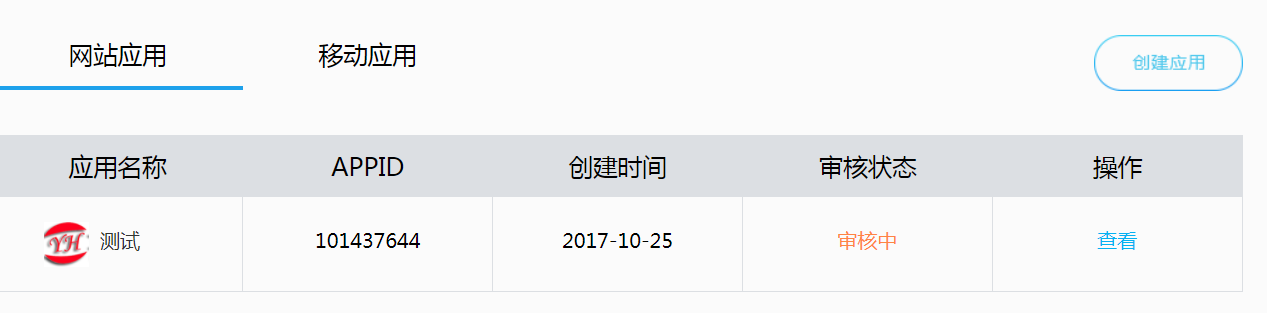 网站应用 移动应用 创建应用
应用名称 APPID 创建时间 审核状态 操作
YH 测试 101437644 2017-10-25 审核中 查看